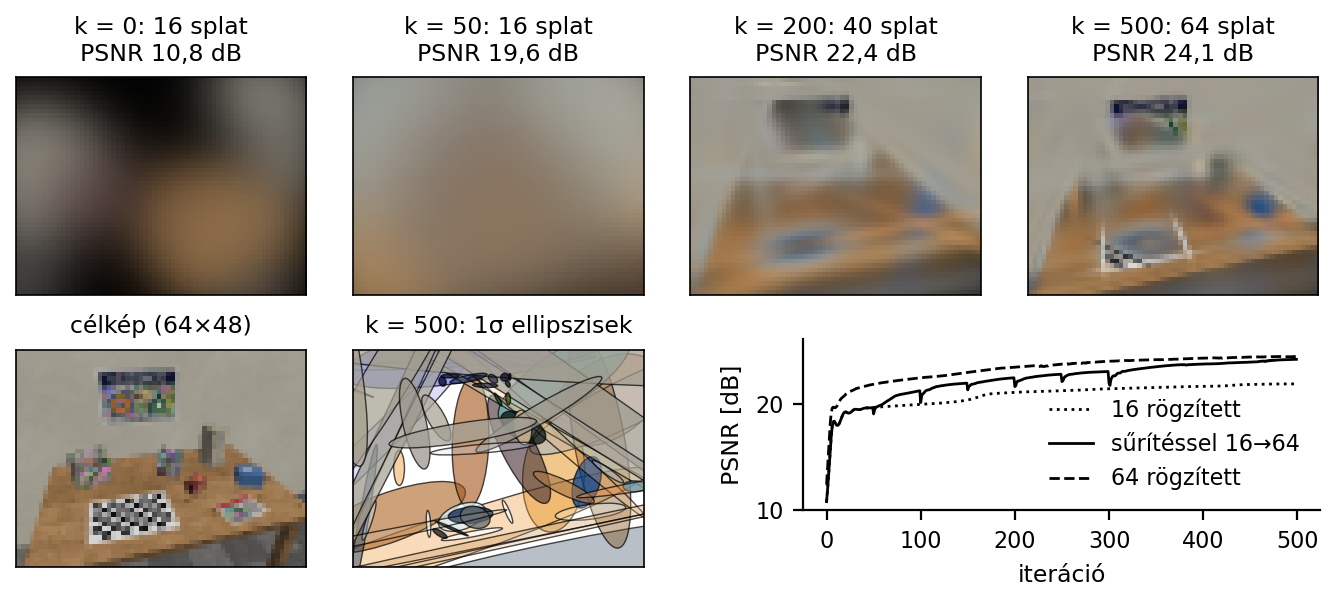 k = 0: 16 splat
PSNR 10,8 dB
k = 50: 16 splat
PSNR 19,6 dB
k = 200: 40 splat
PSNR 22,4 dB
k = 500: 64 splat
PSNR 24,1 dB
célkép (64×48)
k = 500: 1σ ellipszisek
PSNR [dB]
20
10
16 rögzített
sűrítéssel 16→64
64 rögzített
0 100 200 300 400 500
iteráció